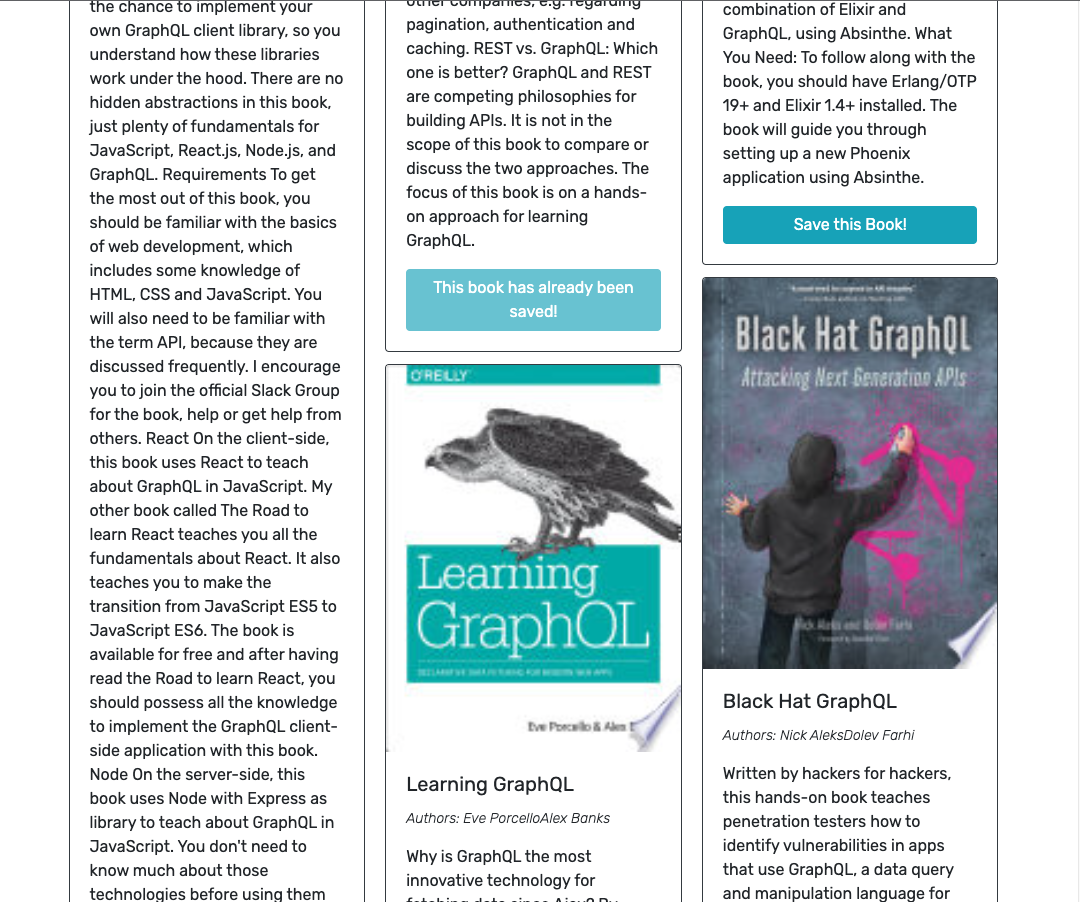 the chance to implement your
own GraphQL client library, so you
understand how these libraries
work under the hood. There are no
hidden abstractions in this book,
just plenty of fundamentals for
JavaScript, React.js, Node.js, and
GraphQL. Requirements To get
the most out of this book, you
should be familiar with the basics
of web development, which
includes some knowledge of
HTML, CSS and JavaScript. You
will also need to be familiar with
the term API, because they are
discussed frequently. I encourage
you to join the official Slack Group
for the book, help or get help from
others. React On the client-side,
this book uses React to teach
about GraphQL in JavaScript. My
other book called The Road to
learn React teaches you all the
fundamentals about React. It also
teaches you to make the
transition from JavaScript ES5 to
JavaScript ES6. The book is
available for free and after having
read the Road to learn React, you
should possess all the knowledge
to implement the GraphQL client-
side application with this book.
Node On the server-side, this
book uses Node with Express as
library to teach about GraphQL in
JavaScript. You don't need to
know much about those
technologies before using them
other companies, e.g. regarding
pagination, authentication and
caching. REST vs. GraphQL: Which
one is better? GraphQL and REST
are competing philosophies for
building APIs. It is not in the
scope of this book to compare or
discuss the two approaches. The
focus of this book is on a hands-
on approach for learning
GraphQL.
This book has already been
saved!
O'REILLY
Learning
GraphQL
DECLARATIVE DATA FETCHING FOR MODERN WEB APPS
Eve Porcello & Alex
Learning GraphQL
Authors: Eve PorcelloAlex Banks
Why is GraphQL the most
innovative technology for
fetching data since Ajax? By
combination of Elixir and
GraphQL, using Absinthe. What
You Need: To follow along with the
book, you should have Erlang/OTP
19+ and Elixir 1.4+ installed. The
book will guide you through
setting up a new Phoenix
application using Absinthe.
Save this Book!
Black Hat GraphQL
Attacking Next Generation APIs
Nick Aleks and Dolev Farhi
Black Hat GraphQL
Authors: Nick AleksDolev Farhi
Written by hackers for hackers,
this hands-on book teaches
penetration testers how to
identify vulnerabilities in apps
that use GraphQL, a data query
and manipulation language for